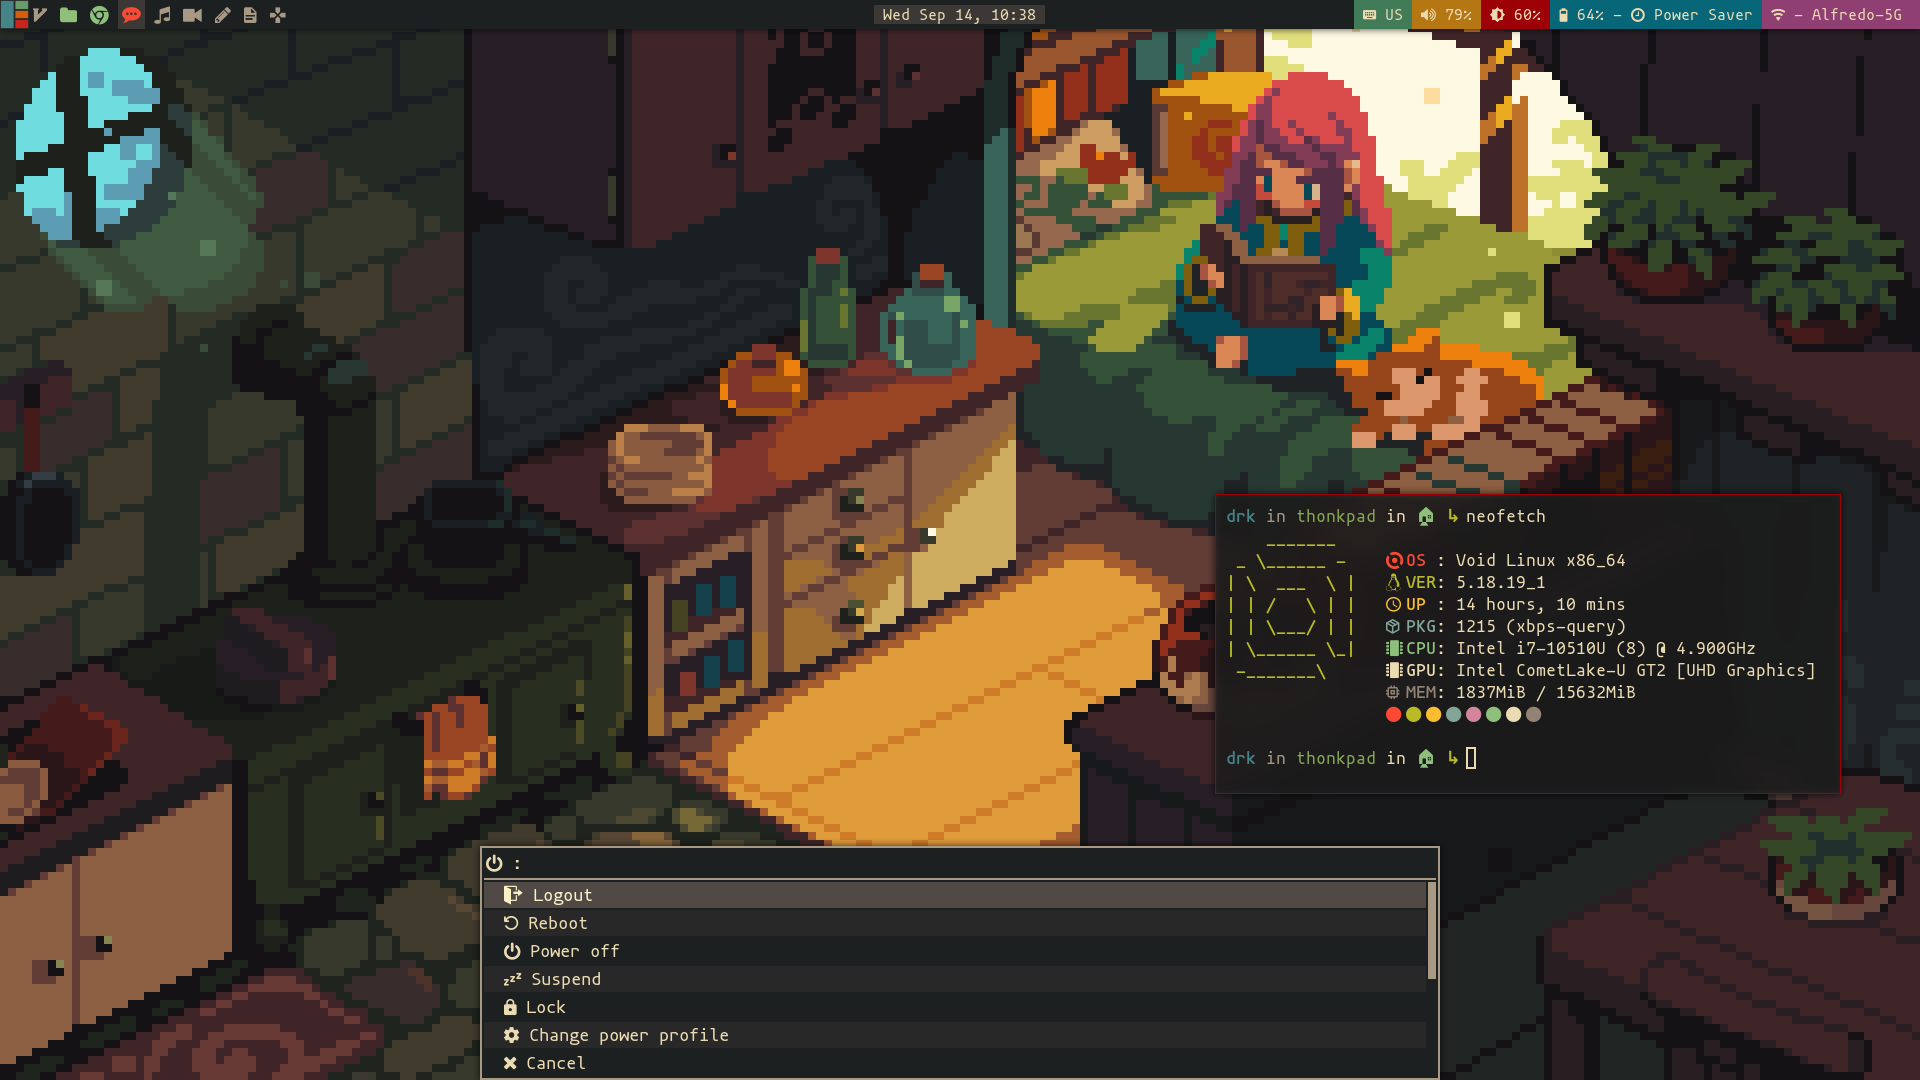 Wed Sep 14, 10:38
US
79%
60%
64% – Power Saver
– Alfredo-5G
drk in thonkpad in ↳ neofetch
OS : Void Linux x86_64
VER: 5.18.19_1
UP : 14 hours, 10 mins
PKG: 1215 (xbps-query)
CPU: Intel i7-10510U (8) @ 4.900GHz
GPU: Intel CometLake-U GT2 [UHD Graphics]
MEM: 1837MiB / 15632MiB
drk in thonkpad in ↳
:
Logout
Reboot
Power off
zzz Suspend
Lock
Change power profile
Cancel